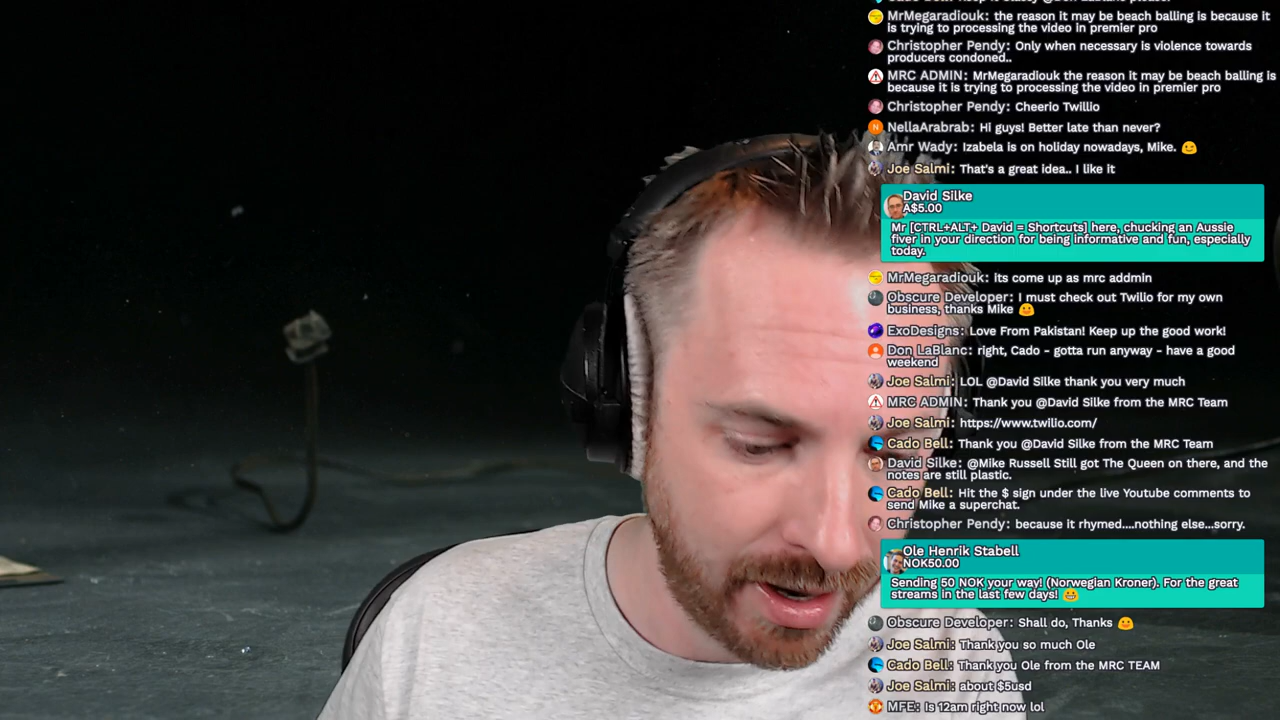 MrMegaradiouk: the reason it may be beach balling is because it
is trying to processing the video in premier pro
Christopher Pendy: Only when necessary is violence towards
producers condoned..
MRC ADMIN: MrMegaradiouk the reason it may be beach balling is
because it is trying to processing the video in premier pro
Christopher Pendy: Cheerio Twillio
N NellaArabrab: Hi guys! Better late than never?
Amr Wady: Izabela is on holiday nowadays, Mike. 😉
Joe Salmi: That's a great idea.. I like it
David Silke
A$5.00
Mr [CTRL+ALT+ David = Shortcuts] here, chucking an Aussie
fiver in your direction for being informative and fun, especially
today.
MrMegaradiouk: its come up as mrc addmin
Obscure Developer: I must check out Twilio for my own
business, thanks Mike 🙂
ExoDesigns: Love From Pakistan! Keep up the good work!
Don LaBlanc: right, Cado - gotta run anyway - have a good
weekend
Joe Salmi: LOL @David Silke thank you very much
MRC ADMIN: Thank you @David Silke from the MRC Team
Joe Salmi: https://www.twilio.com/
Cado Bell: Thank you @David Silke from the MRC Team
David Silke: @Mike Russell Still got The Queen on there, and the
notes are still plastic.
Cado Bell: Hit the $ sign under the live Youtube comments to
send Mike a superchat.
Christopher Pendy: because it rhymed....nothing else...sorry.
Ole Henrik Stabell
NOK50.00
Sending 50 NOK your way! (Norwegian Kroner). For the great
streams in the last few days! 😁
Obscure Developer: Shall do, Thanks 🙂
Joe Salmi: Thank you so much Ole
Cado Bell: Thank you Ole from the MRC TEAM
Joe Salmi: about $5usd
MFE: Is 12am right now lol